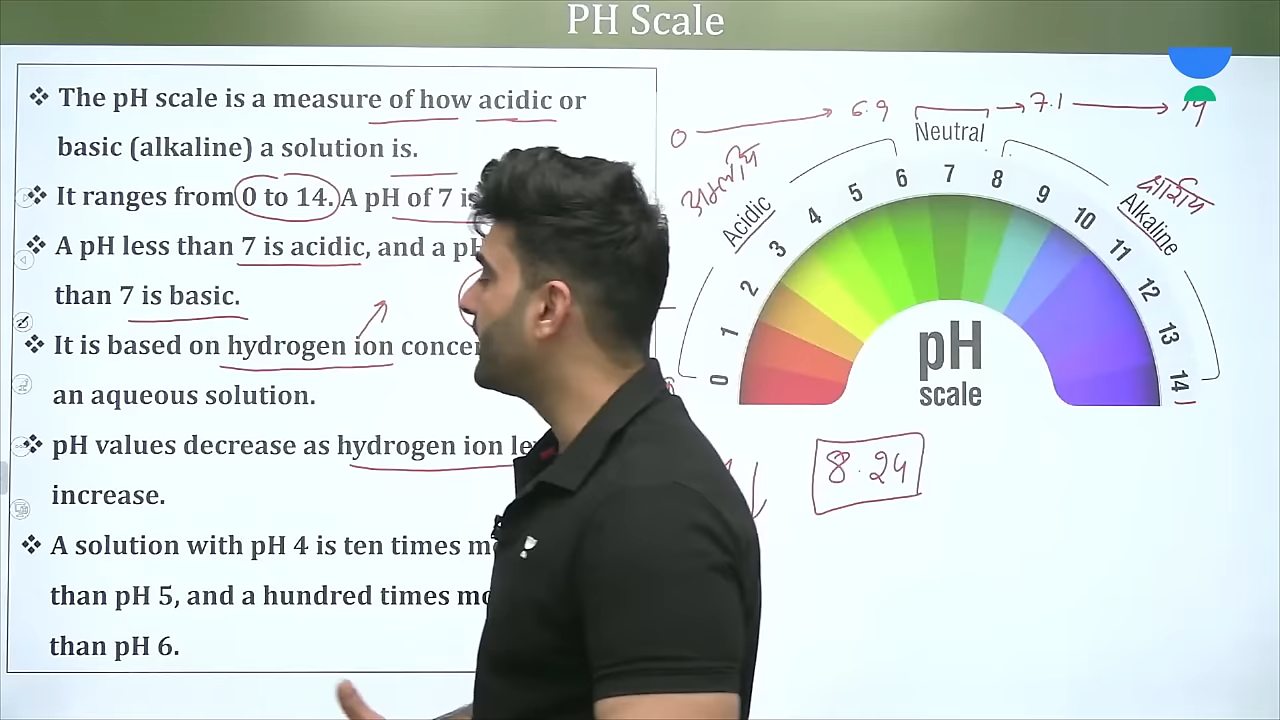 PH Scale
❖ The pH scale is a measure of how acidic or
basic (alkaline) a solution is.
❖ It ranges from 0 to 14. A pH of 7 is
❖ A pH less than 7 is acidic, and a pH
than 7 is basic.
❖ It is based on hydrogen ion
an aqueous solution.
❖ pH values decrease as hydrogen ion
increase.
❖ A solution with pH 4 is ten times
than pH 5, and a hundred times
than pH 6.
0 → 6.9 → 7.1 → 14
Neutral
अम्लीय
Acidic
क्षारीय
Alkaline
0 1 2 3 4 5 6 7 8 9 10 11 12 13 14
pH
scale
8.24